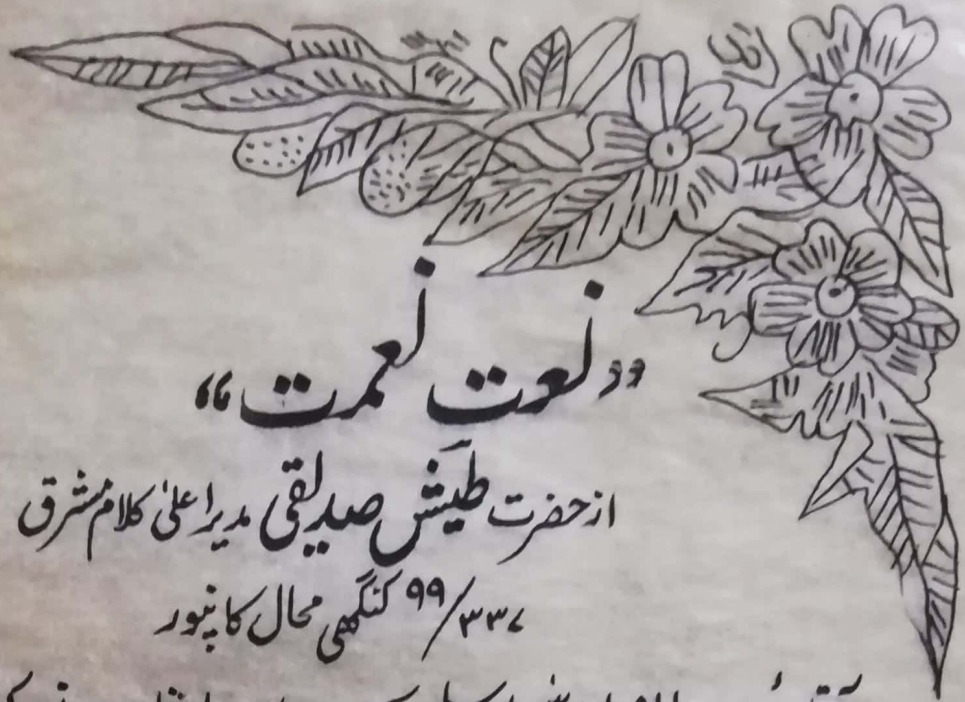 "نعت نعمت"
از حضرت طیش صدیقی مدیر اعلیٰ کلام مشرق
۹۹/۳۳۷ کنگھی محال کانپور